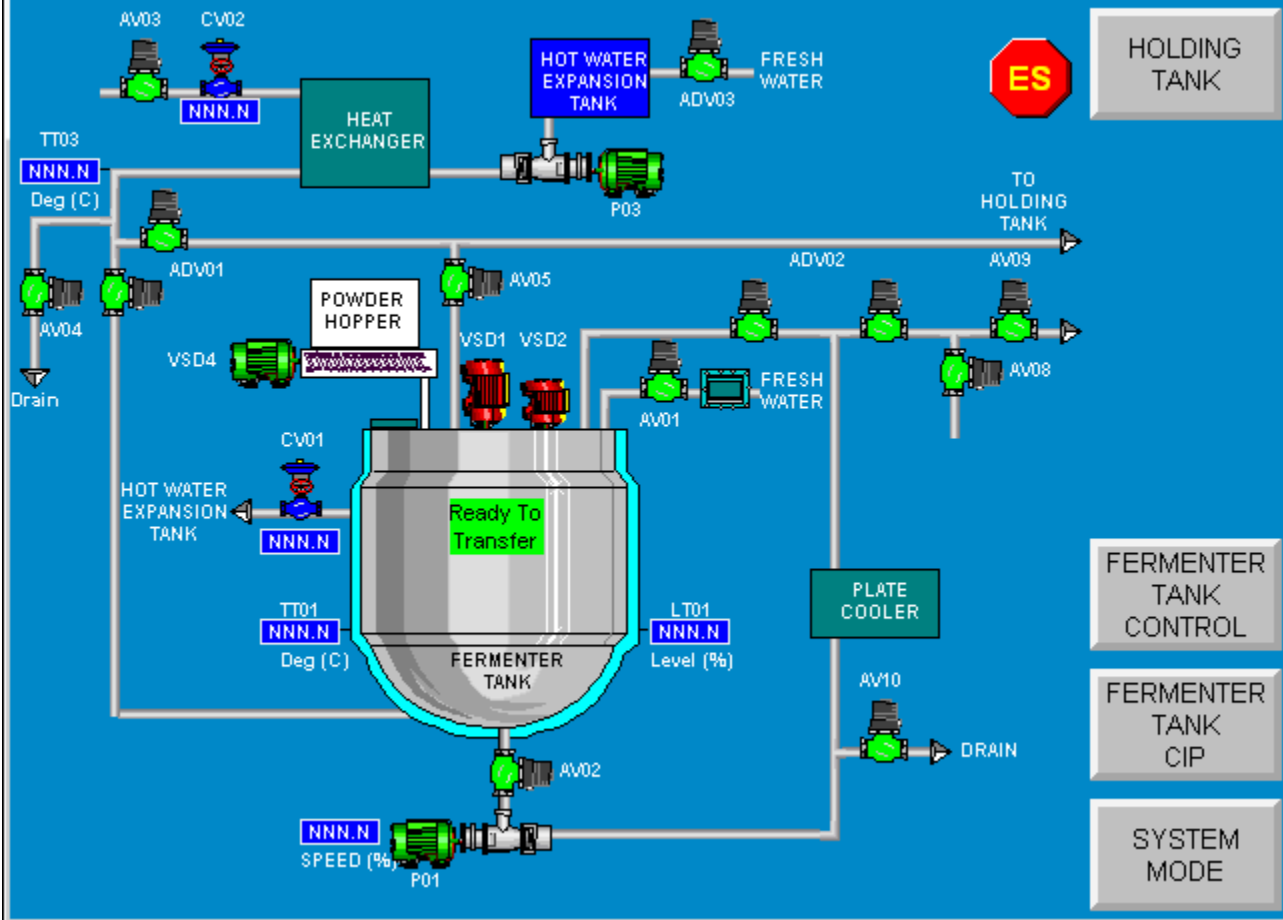 AV03
CV02
NNN.N
HEAT
EXCHANGER
HOT WATER
EXPANSION
TANK
ADV03
FRESH
WATER
ES
HOLDING
TANK
TT03
NNN.N
Deg (C)
P03
TO
HOLDING
TANK
ADV01
AV04
Drain
AV05
ADV02
AV09
AV08
POWDER
HOPPER
VSD4
VSD1
VSD2
AV01
FRESH
WATER
CV01
HOT WATER
EXPANSION
TANK
NNN.N
Ready To
Transfer
TT01
NNN.N
Deg (C)
LT01
NNN.N
Level (%)
FERMENTER
TANK
PLATE
COOLER
AV10
DRAIN
AV02
NNN.N
SPEED (%)
P01
FERMENTER
TANK
CONTROL
FERMENTER
TANK
CIP
SYSTEM
MODE